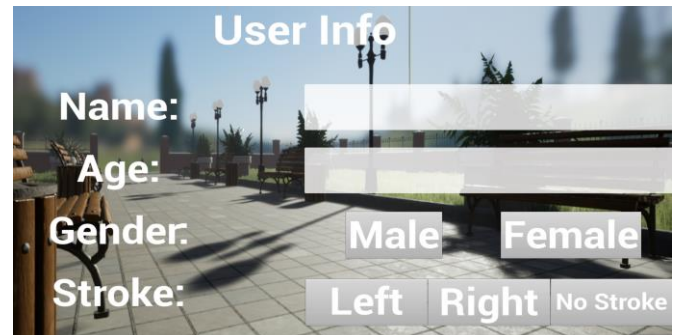 User Info
Name:
Age:
Gender: Male Female
Stroke: Left Right No Stroke